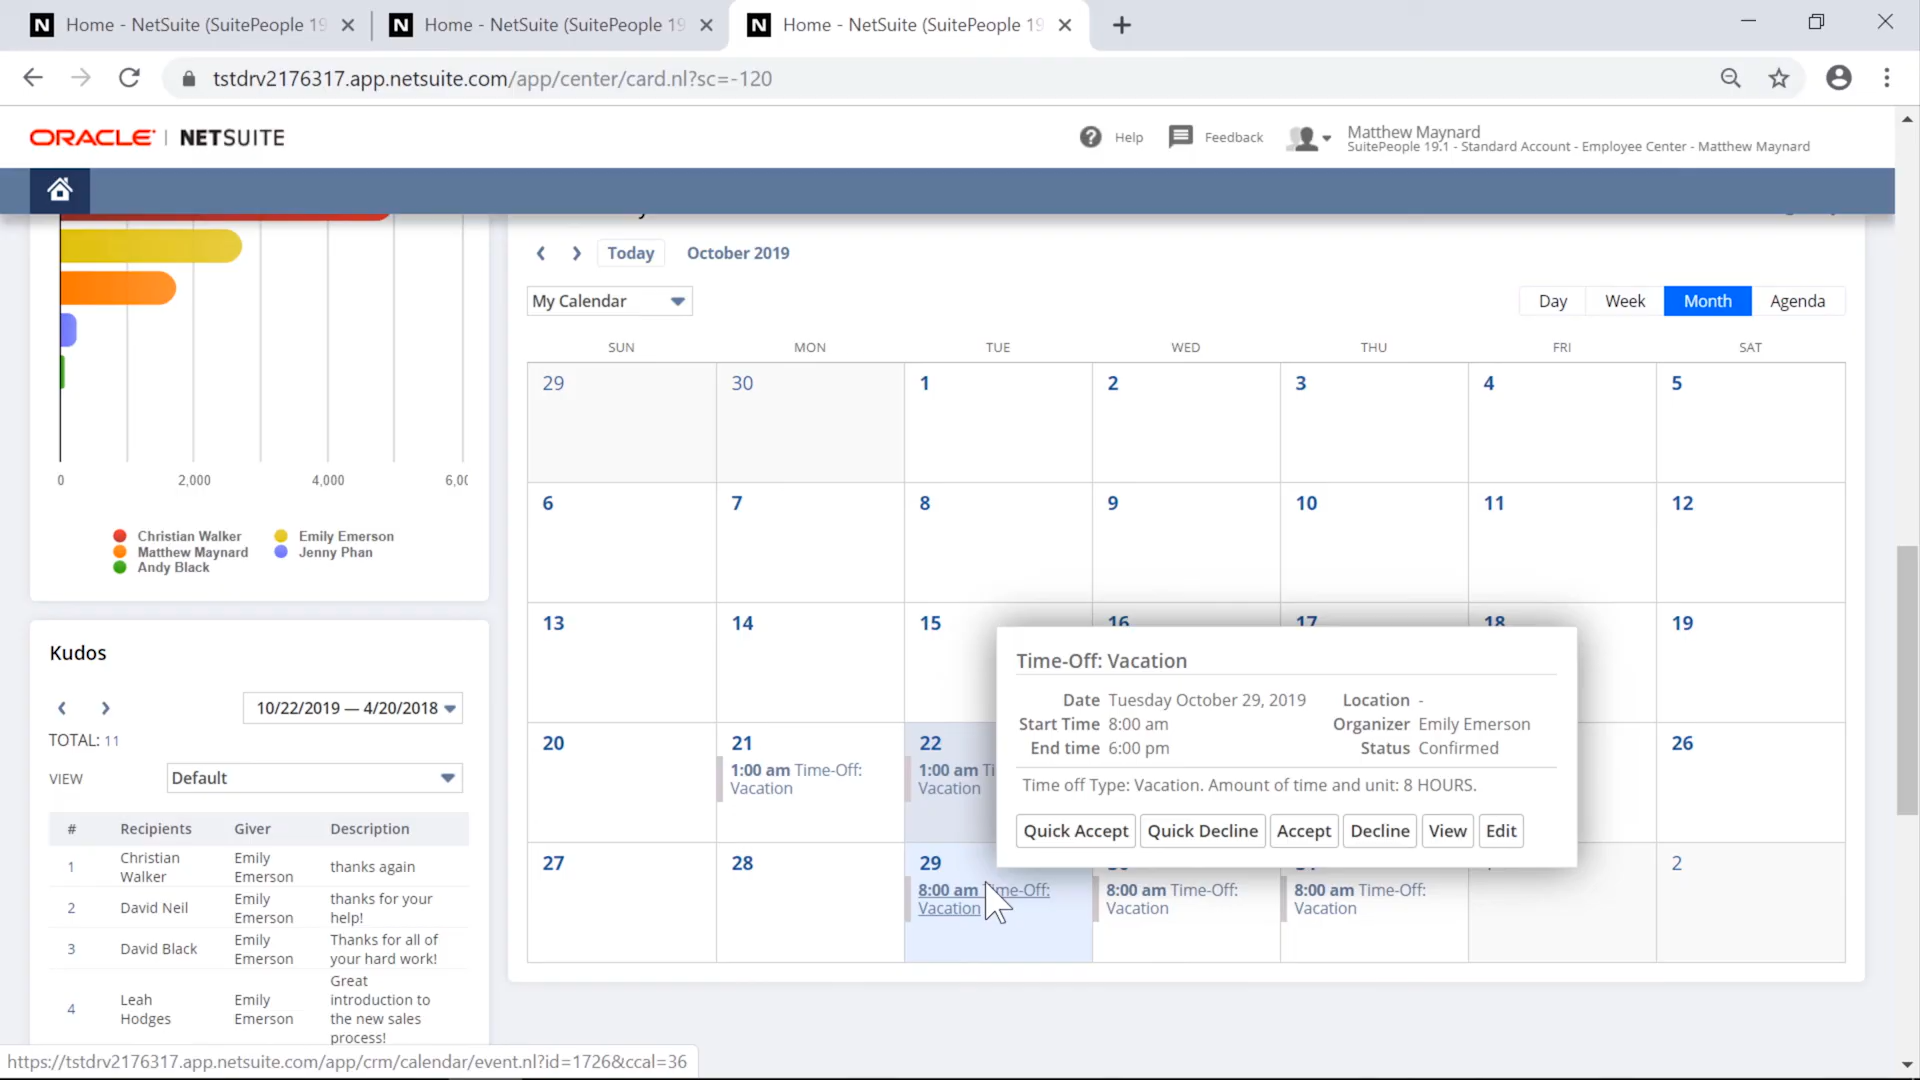 Home - NetSuite (SuitePeople 19
Home - NetSuite (SuitePeople 19
Home - NetSuite (SuitePeople 19
tstdrv2176317.app.netsuite.com/app/center/card.nl?sc=-120
ORACLE | NETSUITE
Help
Feedback
Matthew Maynard
SuitePeople 19.1 - Standard Account - Employee Center - Matthew Maynard
0
2,000
4,000
Christian Walker
Emily Emerson
Matthew Maynard
Jenny Phan
Andy Black
Kudos
10/22/2019 — 4/20/2018
TOTAL: 11
VIEW
Default
# Recipients Giver Description
1 Christian Walker Emily Emerson thanks again
2 David Neil Emily Emerson thanks for your help!
3 David Black Emily Emerson Thanks for all of your hard work!
4 Leah Hodges Emily Emerson Great introduction to the new sales process!
Today
October 2019
My Calendar
Day Week Month Agenda
SUN MON TUE WED THU FRI SAT
29 30 1 2 3 4 5
6 7 8 9 10 11 12
13 14 15 16 17 18 19
20 21 22 26
1:00 am Time-Off: Vacation
1:00 am Vacation
27 28 29 2
8:00 am Vacation
8:00 am Time-Off: Vacation
8:00 am Time-Off: Vacation
Time-Off: Vacation
Date Tuesday October 29, 2019
Location -
Start Time 8:00 am
Organizer Emily Emerson
End time 6:00 pm
Status Confirmed
Time off Type: Vacation. Amount of time and unit: 8 HOURS.
Quick Accept Quick Decline Accept Decline View Edit
https://tstdrv2176317.app.netsuite.com/app/crm/calendar/event.nl?id=1726&ccal=36